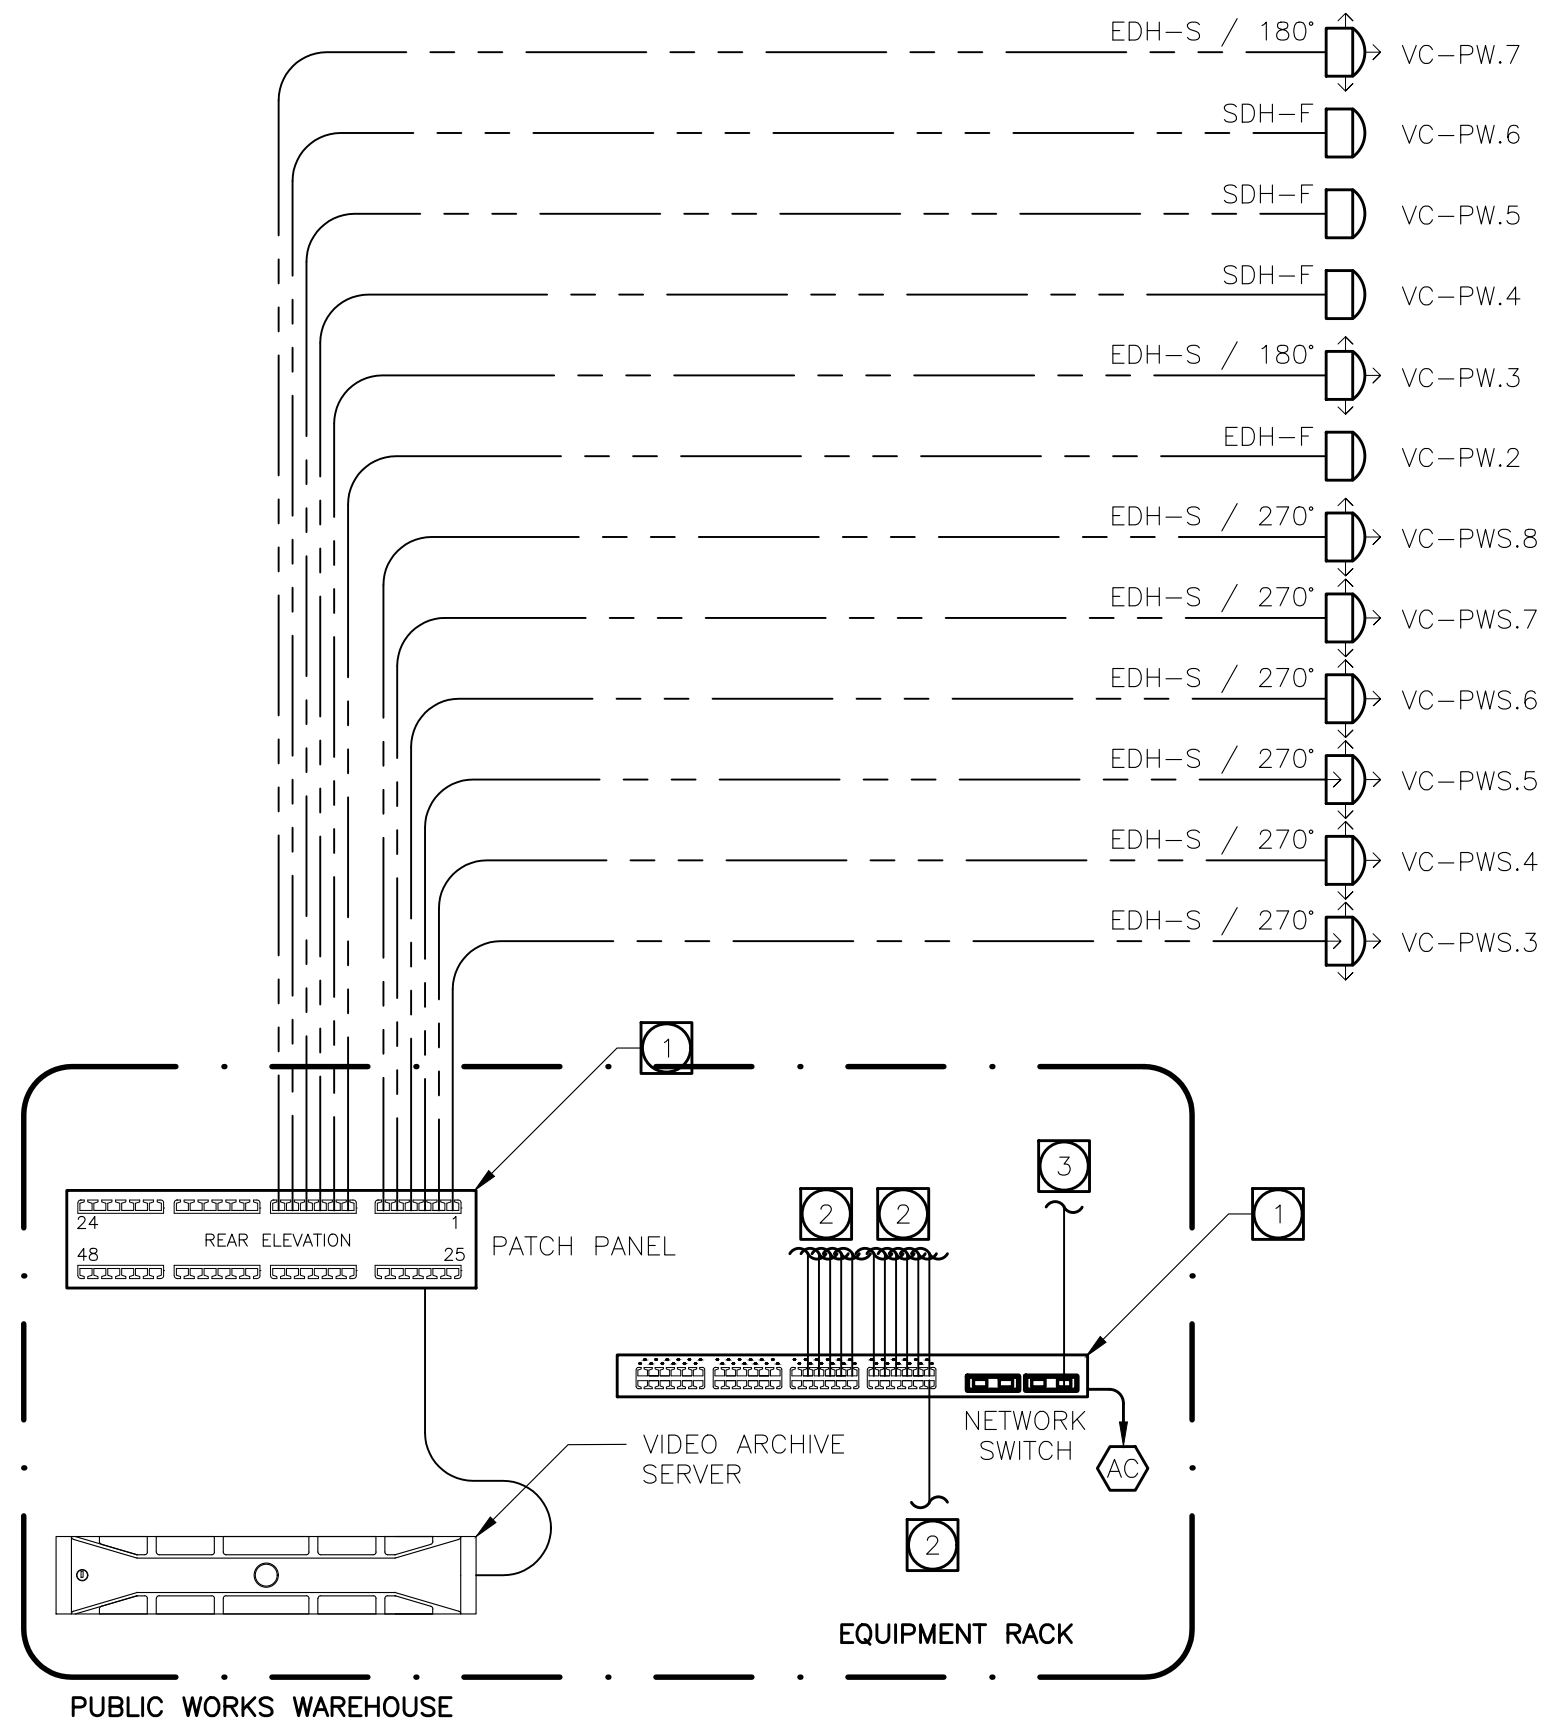 EDH-S / 180° VC-PW.7
SDH-F VC-PW.6
SDH-F VC-PW.5
SDH-F VC-PW.4
EDH-S / 180° VC-PW.3
EDH-F VC-PW.2
EDH-S / 270° VC-PWS.8
EDH-S / 270° VC-PWS.7
EDH-S / 270° VC-PWS.6
EDH-S / 270° VC-PWS.5
EDH-S / 270° VC-PWS.4
EDH-S / 270° VC-PWS.3
1
3
2 2 1
24 1
REAR ELEVATION
PATCH PANEL
48 25
NETWORK
SWITCH
VIDEO ARCHIVE
SERVER
AC
2
EQUIPMENT RACK
PUBLIC WORKS WAREHOUSE